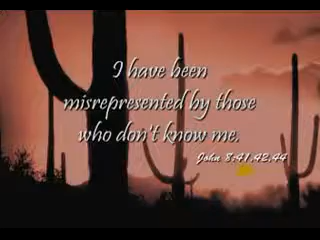 I have been
misrepresented by those
who don't know me.
John 8:41,42,44